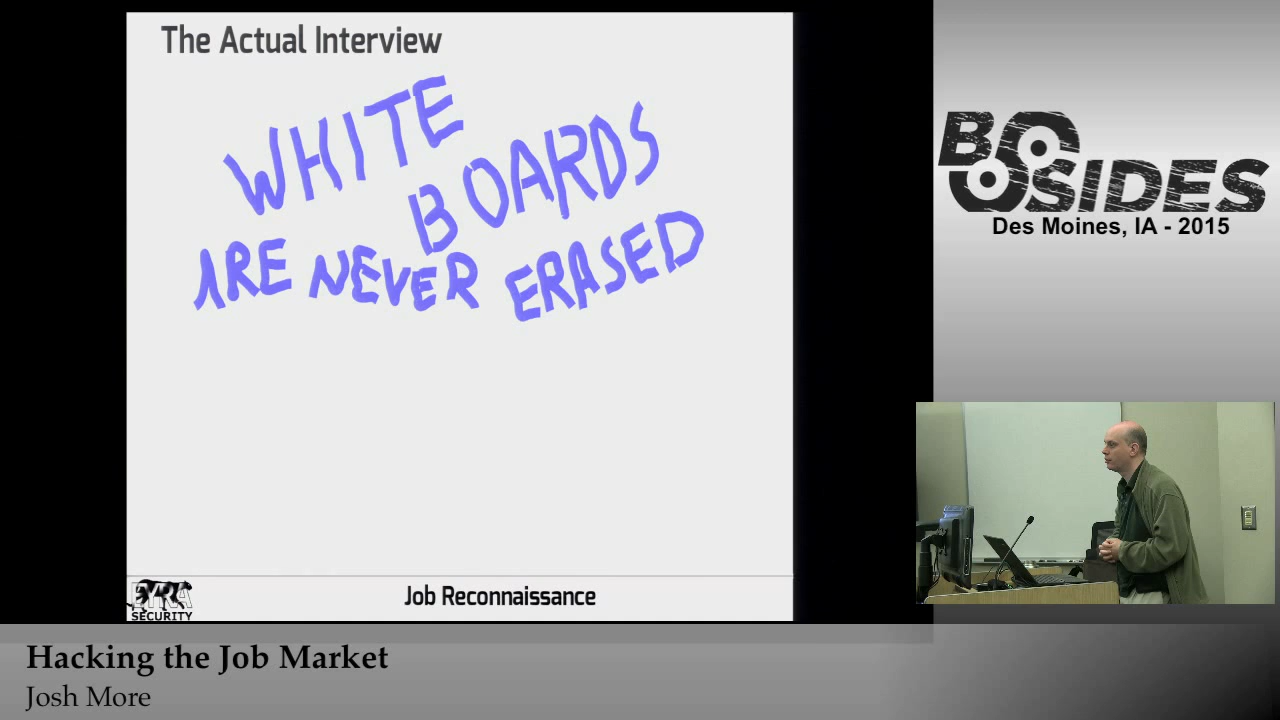 The Actual Interview
WHITE
BOARDS
ARE NEVER ERASED
EYRA
SECURITY
Job Reconnaissance
BSIDES
Des Moines, IA - 2015
Hacking the Job Market
Josh More